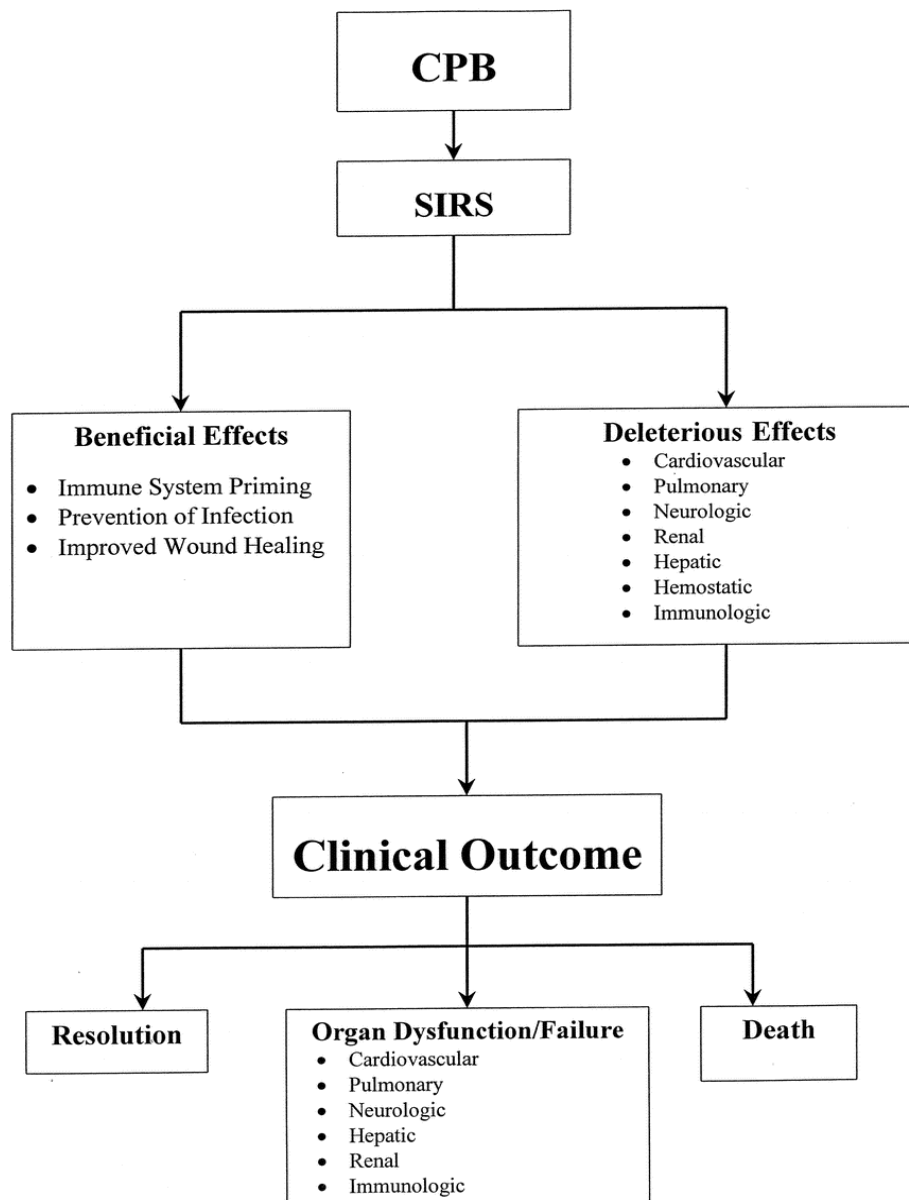 CPB
SIRS
Beneficial Effects
• Immune System Priming
• Prevention of Infection
• Improved Wound Healing
Deleterious Effects
• Cardiovascular
• Pulmonary
• Neurologic
• Renal
• Hepatic
• Hemostatic
• Immunologic
Clinical Outcome
Resolution
Organ Dysfunction/Failure
• Cardiovascular
• Pulmonary
• Neurologic
• Hepatic
• Renal
• Immunologic
Death